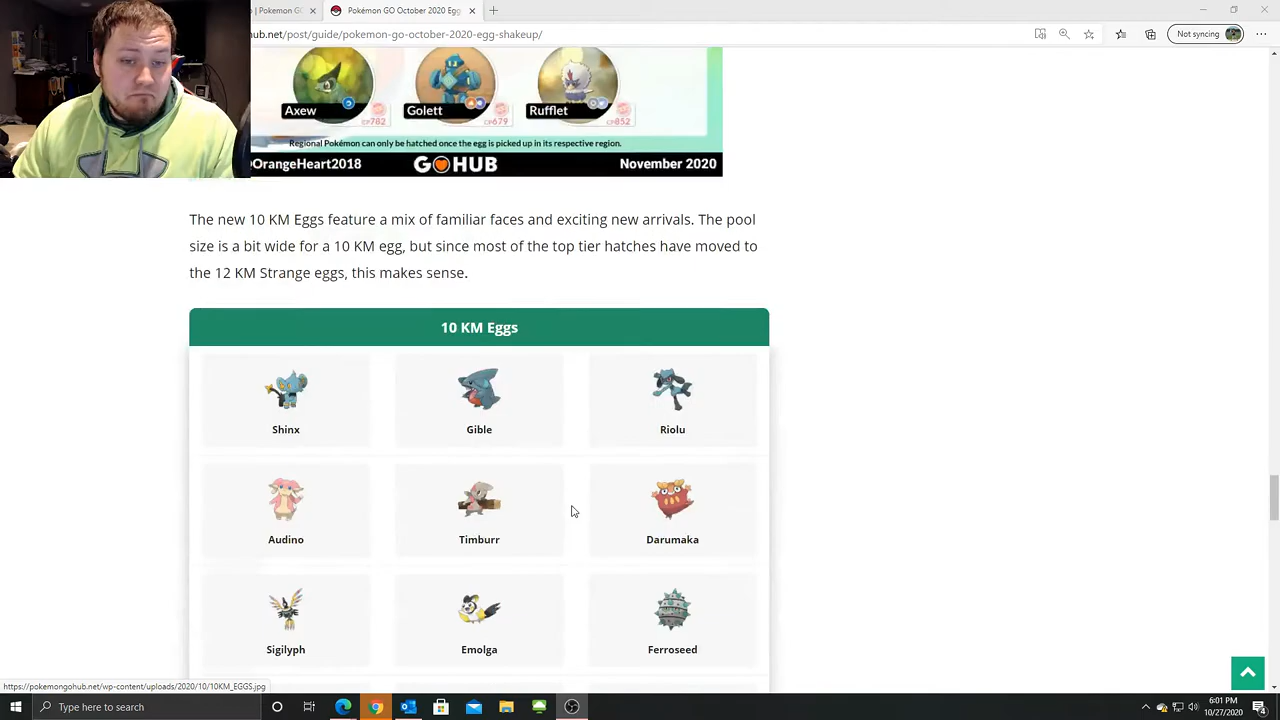 | Pokémon GO
Pokémon GO October 2020 Egg
hub.net/post/guide/pokemon-go-october-2020-egg-shakeup/
Not syncing
Axew
CP782
Golett
CP679
Rufflet
CP852
Regional Pokémon can only be hatched once the egg is picked up in its respective region.
OrangeHeart2018
GOHUB
November 2020
The new 10 KM Eggs feature a mix of familiar faces and exciting new arrivals. The pool
size is a bit wide for a 10 KM egg, but since most of the top tier hatches have moved to
the 12 KM Strange eggs, this makes sense.
10 KM Eggs
Shinx
Gible
Riolu
Audino
Timburr
Darumaka
Sigilyph
Emolga
Ferroseed
https://pokemongohub.net/wp-content/uploads/2020/10/10KM_EGGS.jpg
Type here to search
6:01 PM
10/27/2020